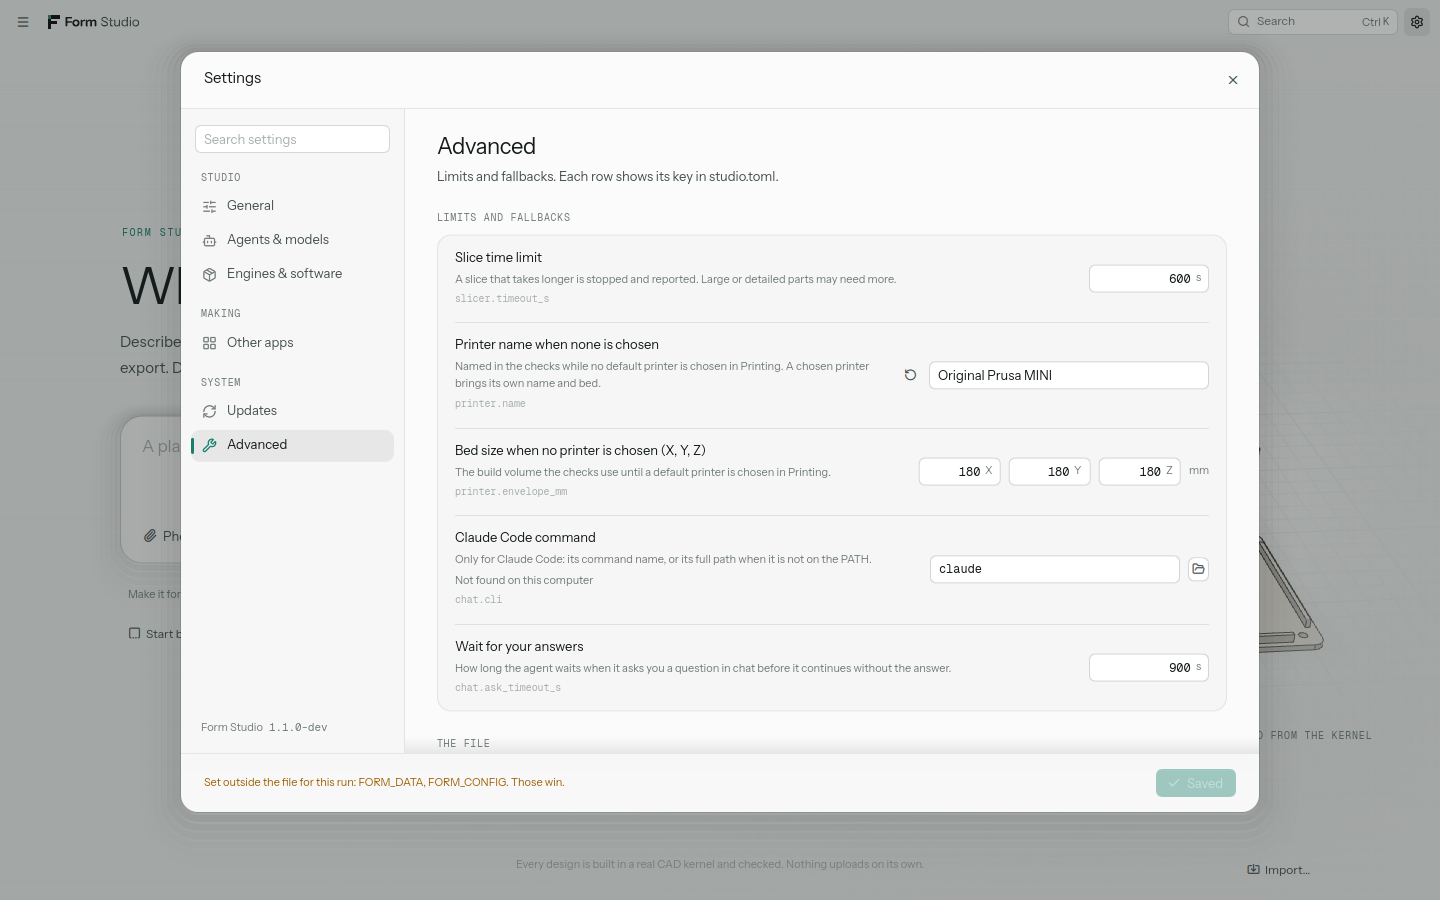 Form Studio
Search
Ctrl K
Settings
Search settings
STUDIO
General
Agents & models
Engines & software
MAKING
Other apps
SYSTEM
Updates
Advanced
Form Studio 1.1.0-dev
Advanced
Limits and fallbacks. Each row shows its key in studio.toml.
LIMITS AND FALLBACKS
Slice time limit
A slice that takes longer is stopped and reported. Large or detailed parts may need more.
slicer.timeout_s
600 s
Printer name when none is chosen
Named in the checks while no default printer is chosen in Printing. A chosen printer
brings its own name and bed.
printer.name
Original Prusa MINI
Bed size when no printer is chosen (X, Y, Z)
The build volume the checks use until a default printer is chosen in Printing.
printer.envelope_mm
180 X 180 Y 180 Z mm
Claude Code command
Only for Claude Code: its command name, or its full path when it is not on the PATH.
Not found on this computer
chat.cli
claude
Wait for your answers
How long the agent waits when it asks you a question in chat before it continues without the answer.
chat.ask_timeout_s
900 s
THE FILE
Set outside the file for this run: FORM_DATA, FORM_CONFIG. Those win.
Saved
FORM STU
Describe
export. D
A pla
Make it for
Start b
FROM THE KERNEL
Every design is built in a real CAD kernel and checked. Nothing uploads on its own.
Import...